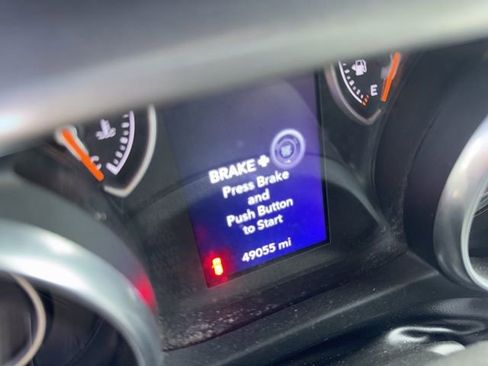 C
E
BRAKE +
Press Brake
and
Push Button
to Start
49055 mi